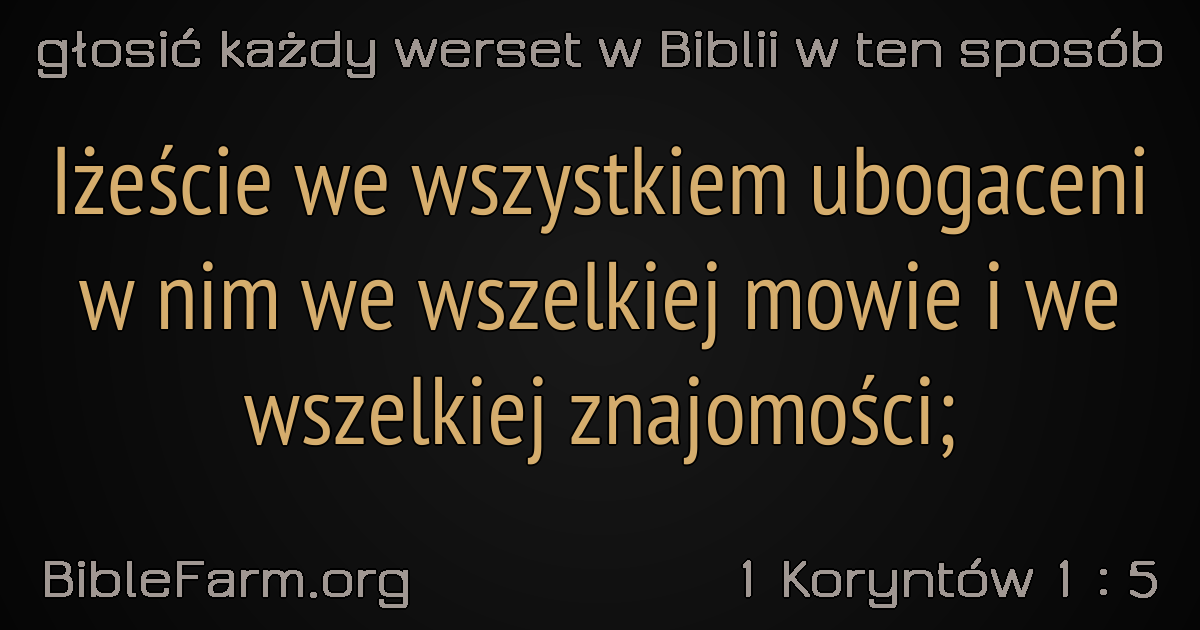 głosić każdy werset w Biblii w ten sposób
Iżeście we wszystkiem ubogaceni
w nim we wszelkiej mowie i we
wszelkiej znajomości;
BibleFarm.org
1 Koryntów 1 : 5